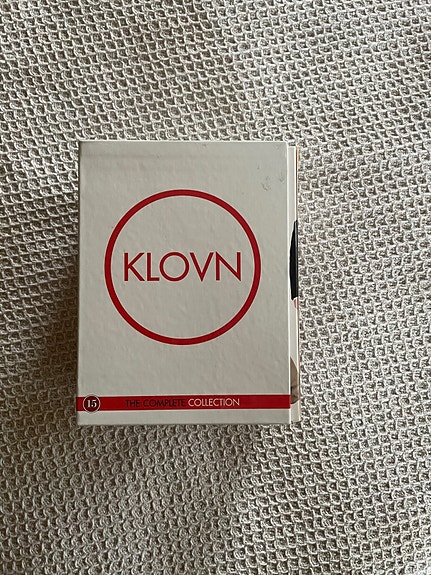 KLOVN
15 THE COMPLETE COLLECTION